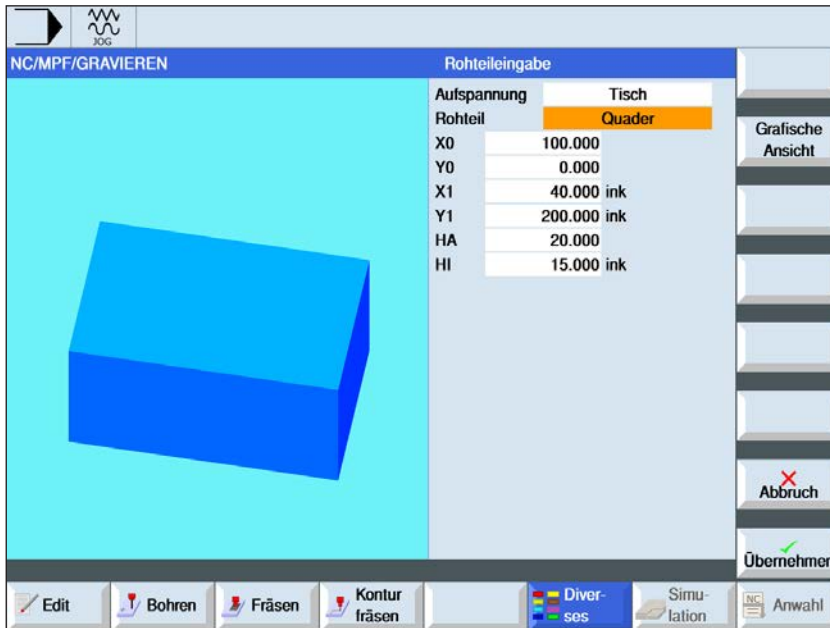 JOG
NC/MPF/GRAVIEREN
Rohteileingabe
Aufspannung Tisch
Rohteil Quader
X0 100.000
Y0 0.000
X1 40.000 ink
Y1 200.000 ink
HA 20.000
HI 15.000 ink
Grafische
Ansicht
Abbruch
Übernehmen
Edit
Bohren
Fräsen
Kontur
fräsen
Diver-
ses
Simu-
lation
NC
Anwahl